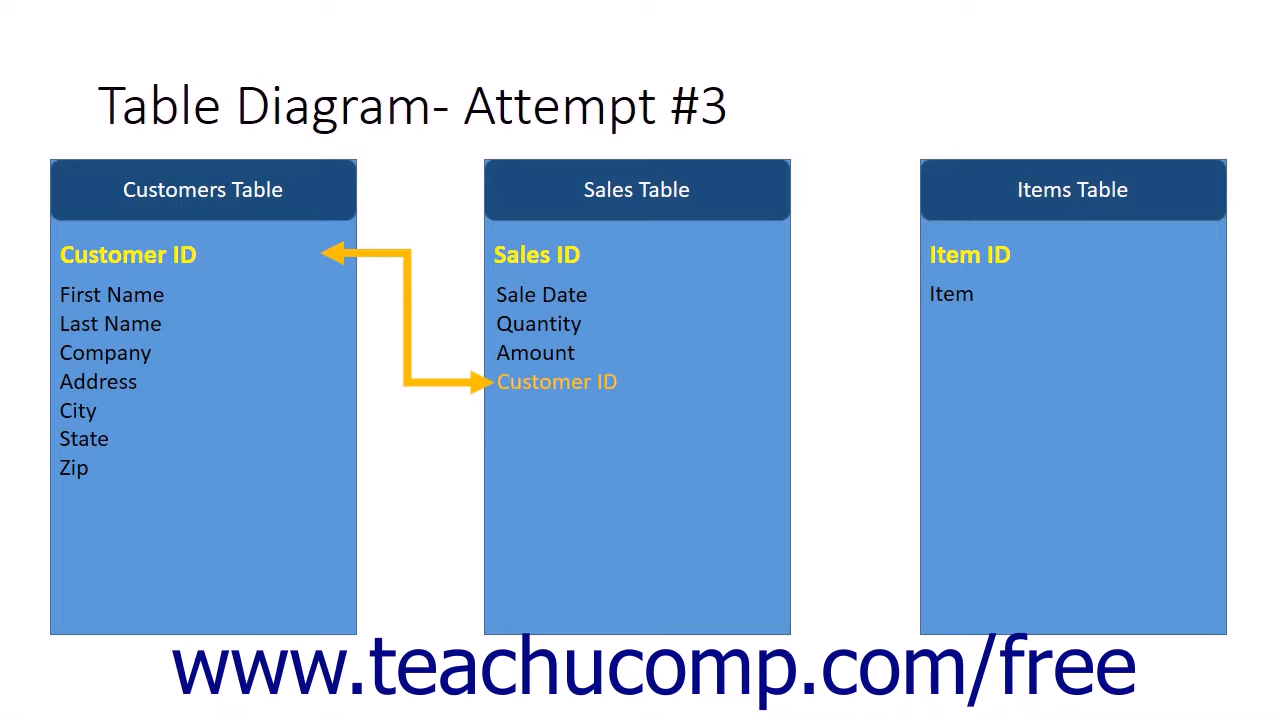 Table Diagram- Attempt #3
Customers Table
Customer ID
First Name
Last Name
Company
Address
City
State
Zip
Sales Table
Sales ID
Sale Date
Quantity
Amount
Customer ID
Items Table
Item ID
Item
www.teachucomp.com/free